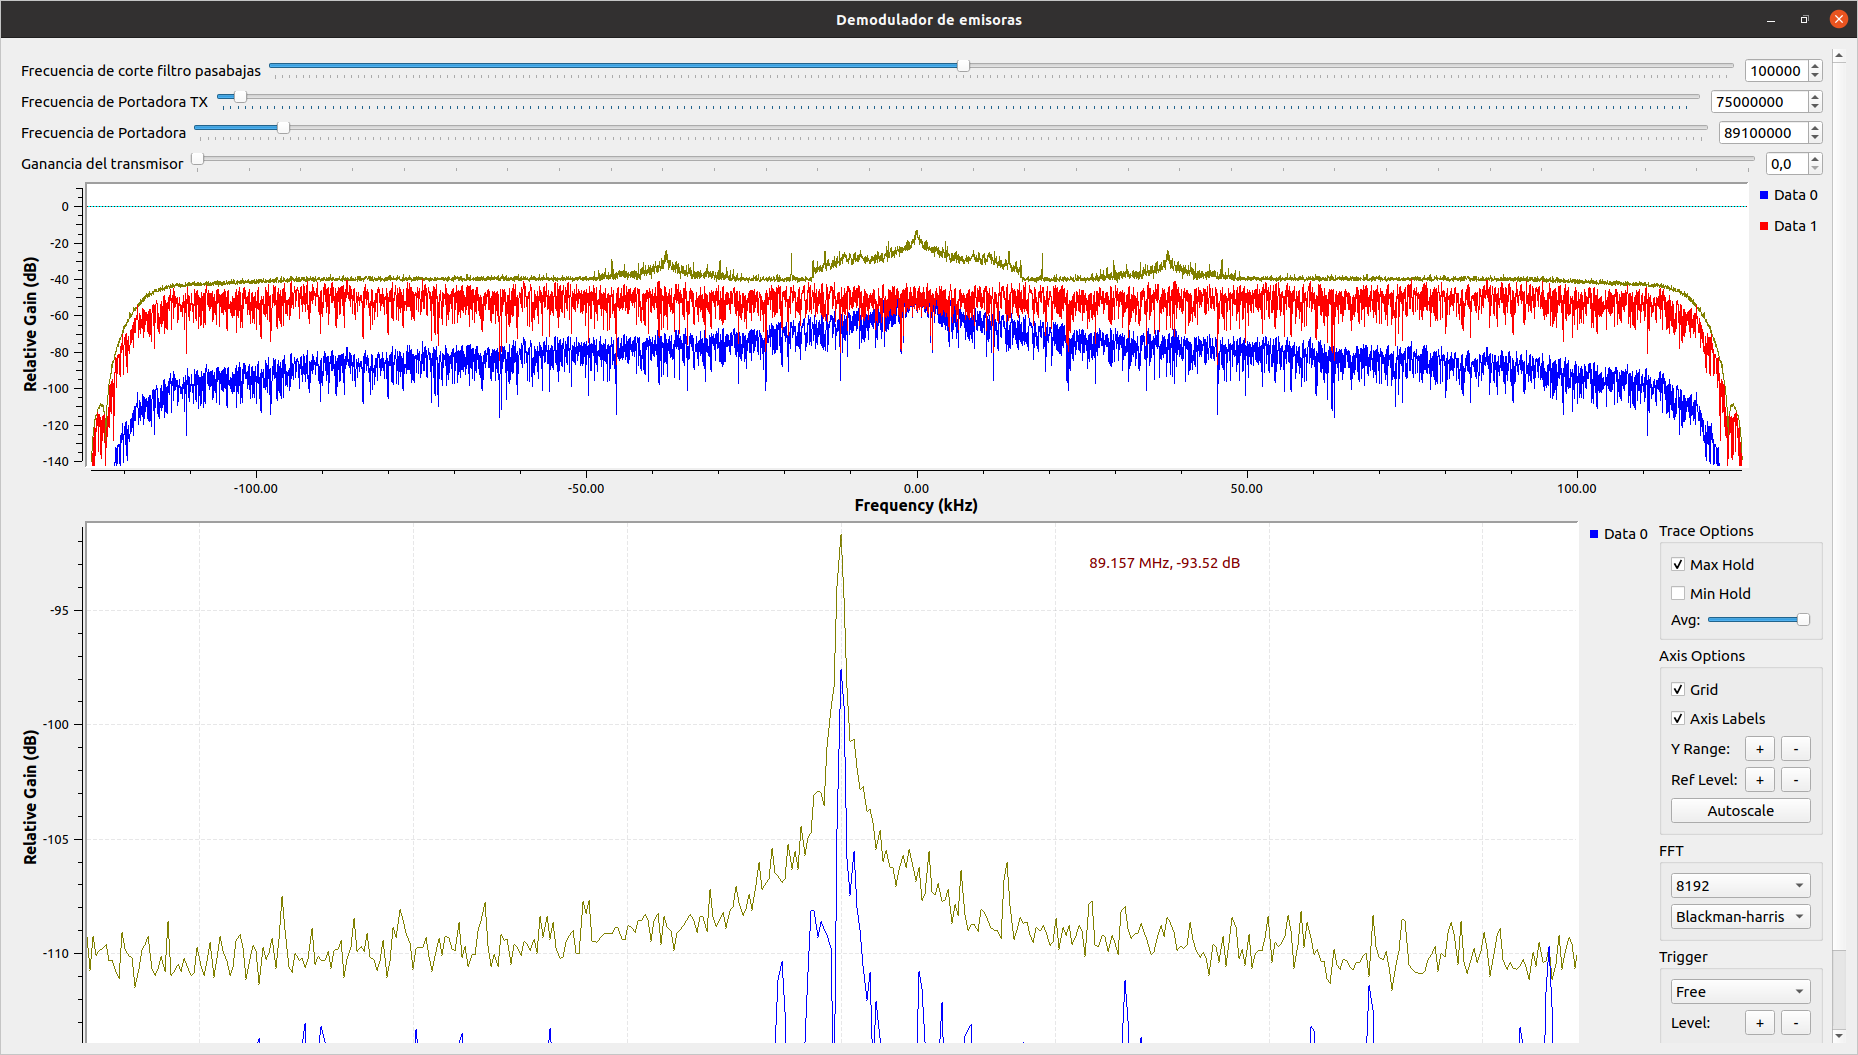 Demodulador de emisoras
Frecuencia de corte filtro pasabajas 100000
Frecuencia de Portadora TX 75000000
Frecuencia de Portadora 89100000
Ganancia del transmisor 0,0
Relative Gain (dB)
0
-20
-40
-60
-80
-100
-120
-140
-100.00 -50.00 0.00 50.00 100.00
Frequency (kHz)
Data 0
Data 1
Relative Gain (dB)
-95
-100
-105
-110
89.157 MHz, -93.52 dB
Data 0
Trace Options
Max Hold
Min Hold
Avg:
Axis Options
Grid
Axis Labels
Y Range: + -
Ref Level: + -
Autoscale
FFT
8192
Blackman-harris
Trigger
Free
Level: + -